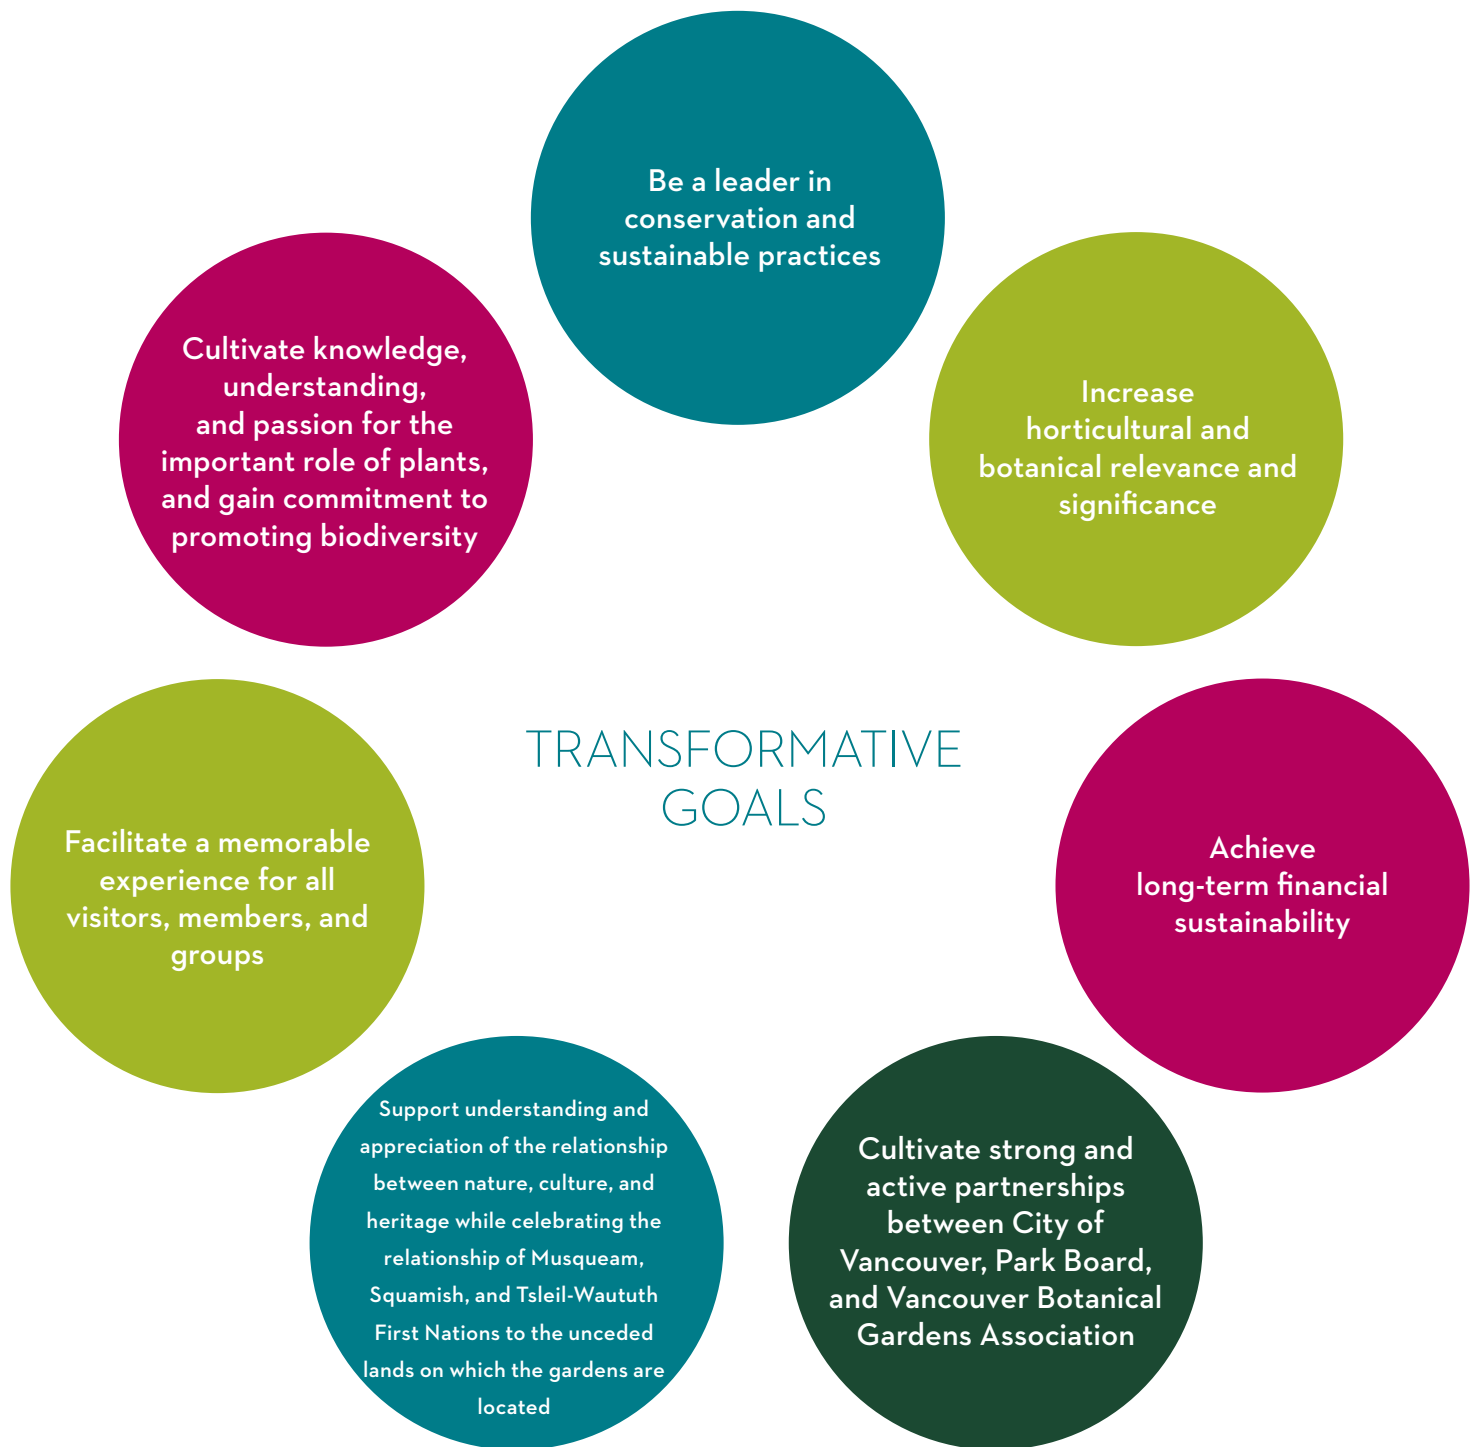 Be a leader in
conservation and
sustainable practices
Cultivate knowledge,
understanding,
and passion for the
important role of plants,
and gain commitment to
promoting biodiversity
Increase
horticultural and
botanical relevance and
significance
TRANSFORMATIVE
GOALS
Facilitate a memorable
experience for all
visitors, members, and
groups
Achieve
long-term financial
sustainability
Support understanding and
appreciation of the relationship
between nature, culture, and
heritage while celebrating the
relationship of Musqueam,
Squamish, and Tsleil-Waututh
First Nations to the unceded
lands on which the gardens are
located
Cultivate strong and
active partnerships
between City of
Vancouver, Park Board,
and Vancouver Botanical
Gardens Association